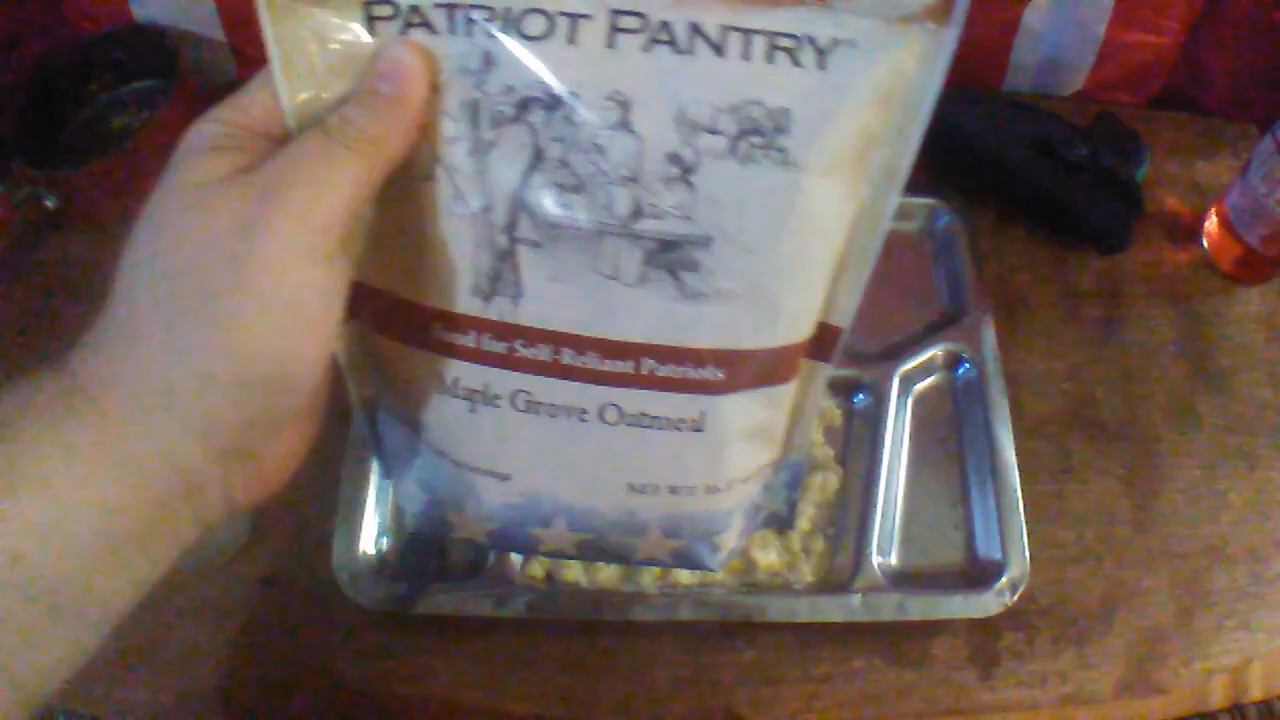 PATRIOT PANTRY
Food for Self-Reliant Patriots
Maple Grove Oatmeal
NET WT